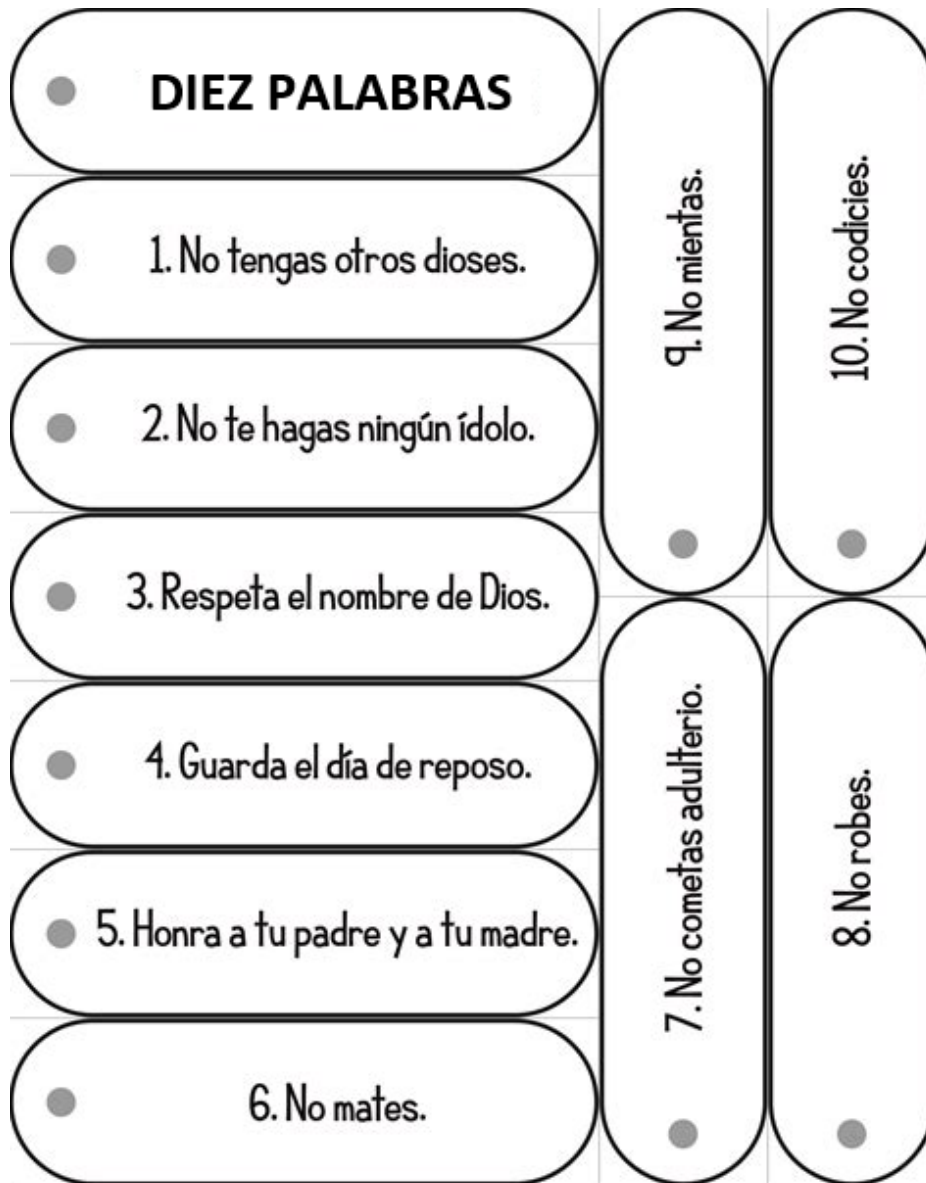 DIEZ PALABRAS
1. No tengas otros dioses.
2. No te hagas ningún ídolo.
3. Respeta el nombre de Dios.
4. Guarda el día de reposo.
5. Honra a tu padre y a tu madre.
6. No mates.
7. No cometas adulterio.
8. No robes.
9. No mientas.
10. No codicies.